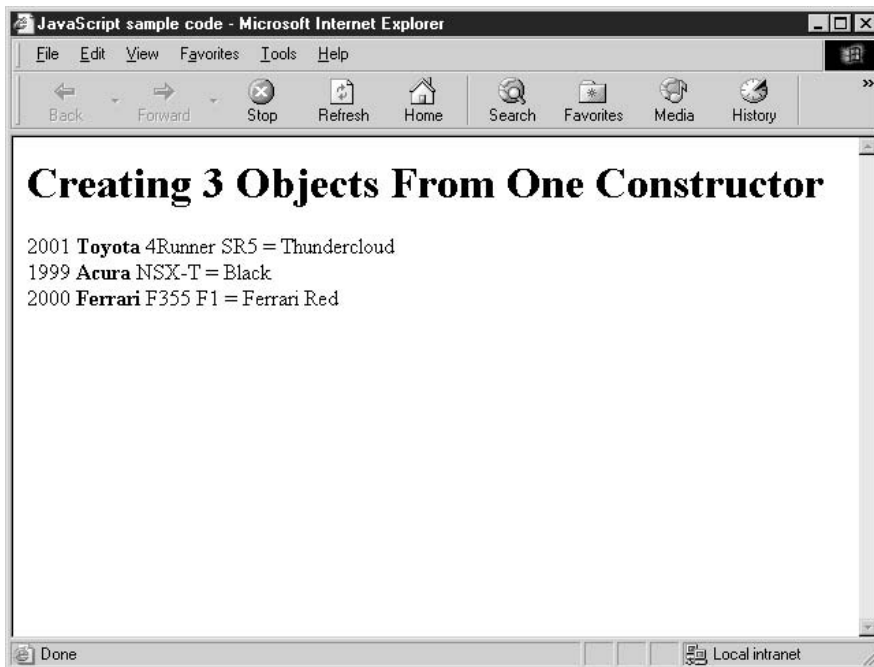 JavaScript sample code - Microsoft Internet Explorer
File Edit View Favorites Tools Help
Back Forward Stop Refresh Home Search Favorites Media History »
Creating 3 Objects From One Constructor
2001 Toyota 4Runner SR5 = Thundercloud
1999 Acura NSX-T = Black
2000 Ferrari F355 F1 = Ferrari Red
Done Local intranet